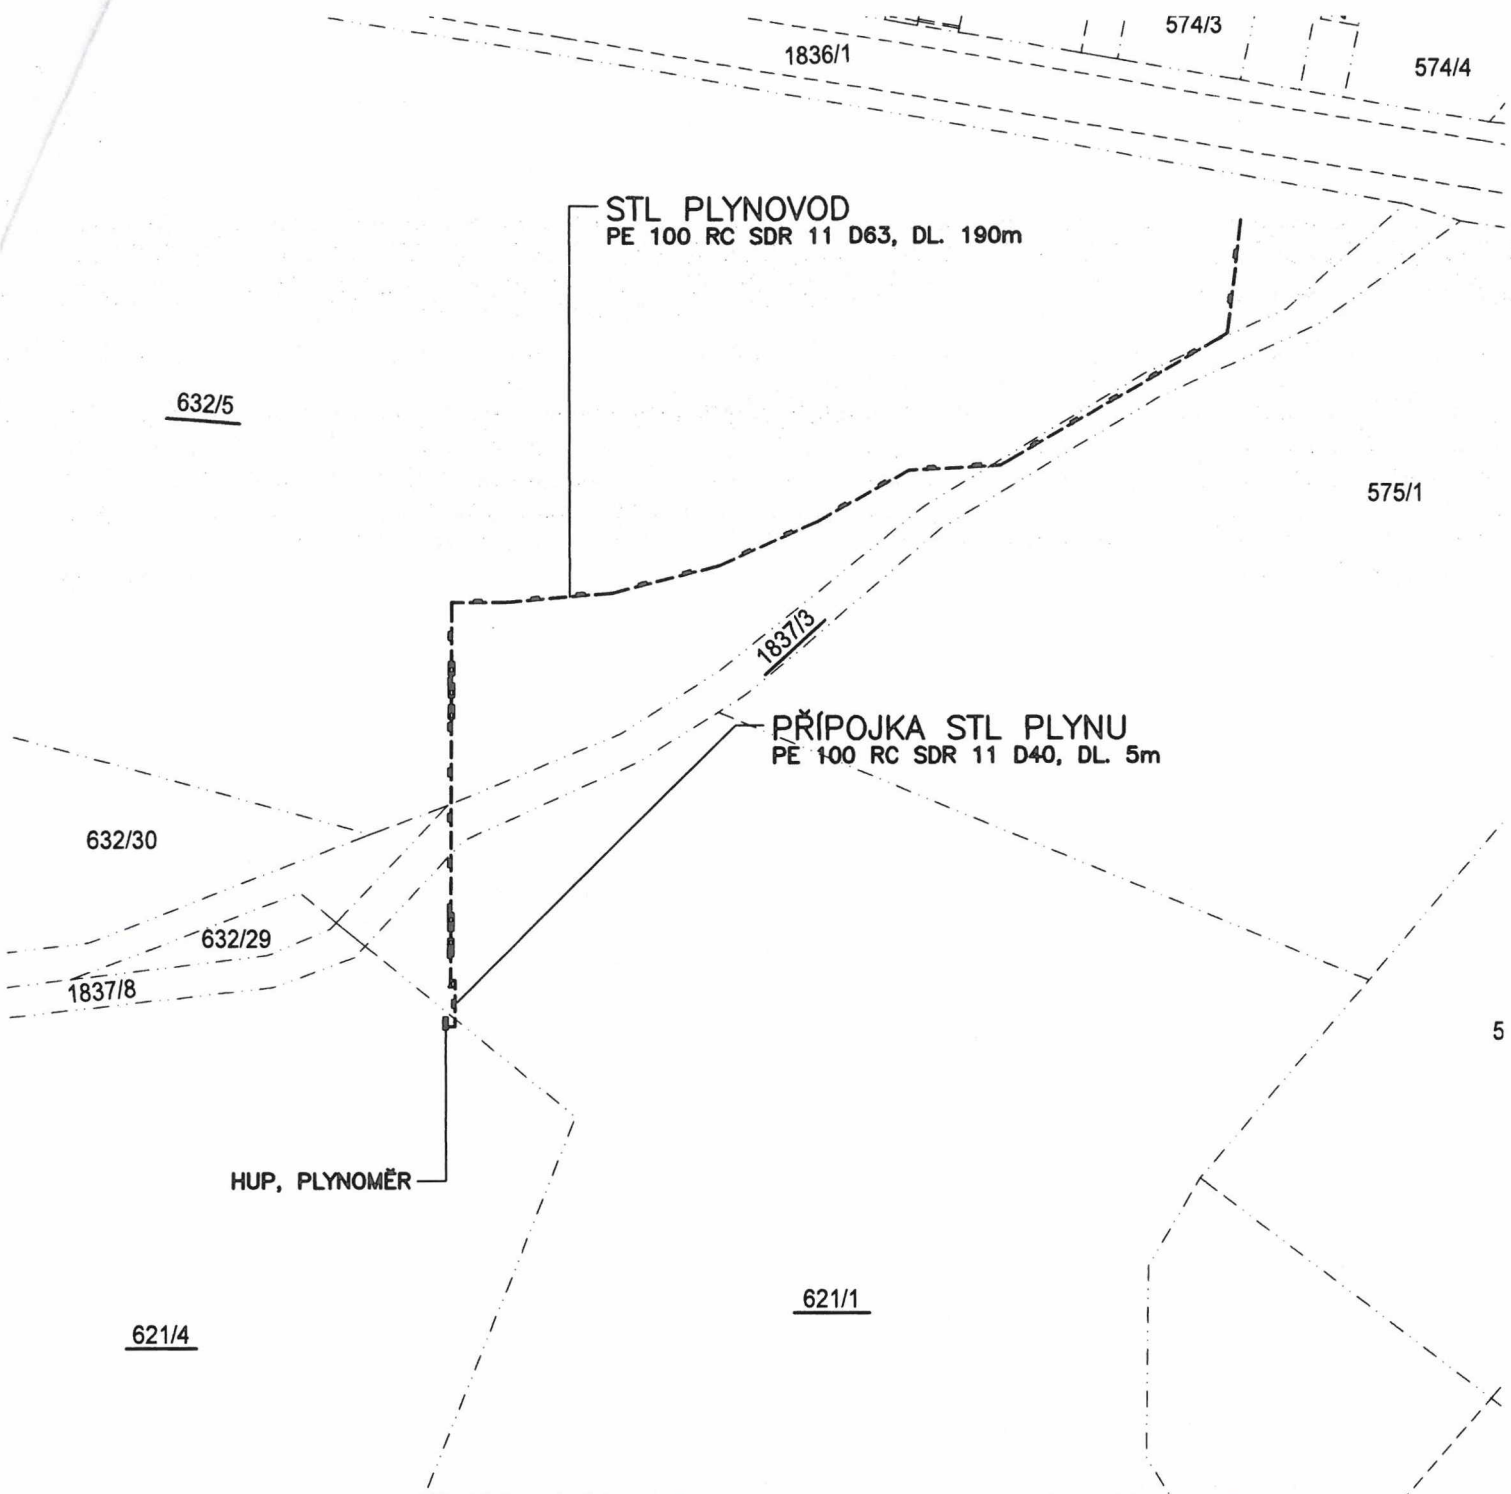 574/3
1836/1
574/4
STL PLYNOVOD
PE 100 RC SDR 11 D63, DL. 190m
632/5
575/1
1837/3
PŘÍPOJKA STL PLYNU
PE 100 RC SDR 11 D40, DL. 5m
632/30
632/29
1837/8
5
HUP, PLYNOMĚR
621/1
621/4